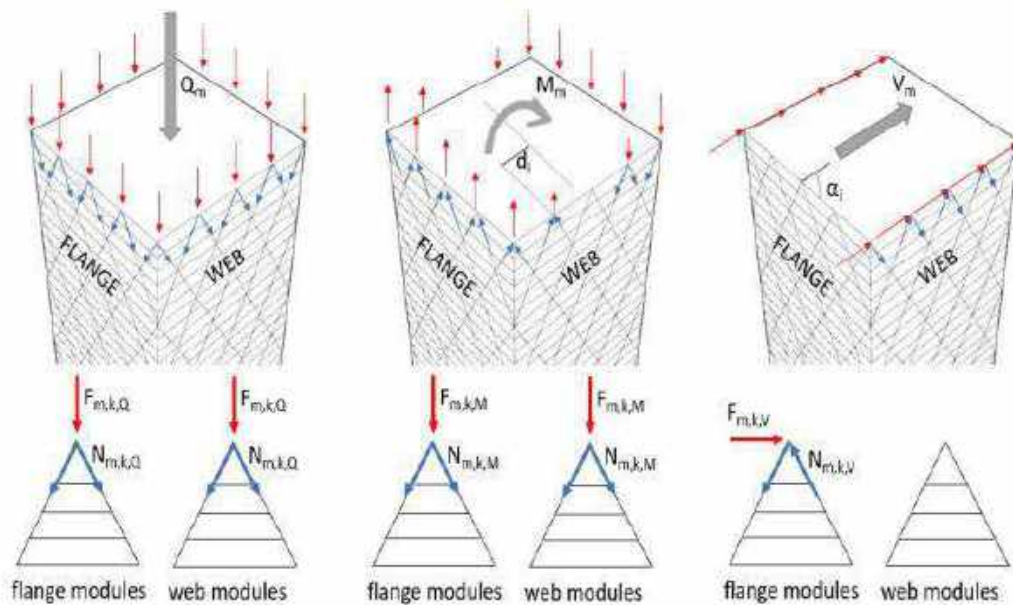 Q_m
FLANGE
WEB
M_m
d_i
FLANGE
WEB
V_m
α_i
FLANGE
WEB
F_m,k,Q
F_m,k,Q
F_m,k,M
F_m,k,M
F_m,k,V
N_m,k,Q
N_m,k,Q
N_m,k,M
N_m,k,M
N_m,k,V
flange modules
web modules
flange modules
web modules
flange modules
web modules